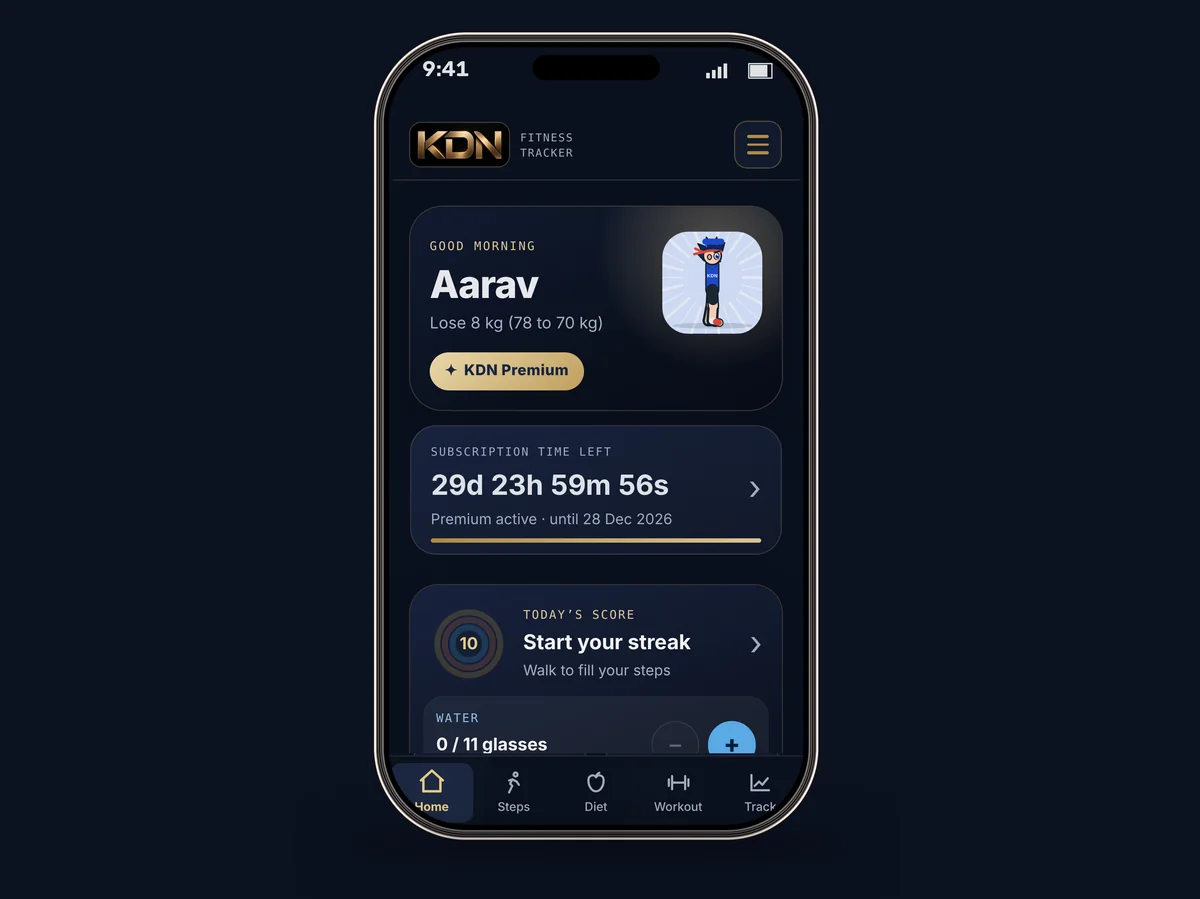 9:41
KDN
FITNESS
TRACKER
GOOD MORNING
Aarav
Lose 8 kg (78 to 70 kg)
KDN
✦ KDN Premium
SUBSCRIPTION TIME LEFT
29d 23h 59m 56s
Premium active · until 28 Dec 2026
TODAY’S SCORE
10
Start your streak
Walk to fill your steps
WATER
0 / 11 glasses
Home
Steps
Diet
Workout
Track